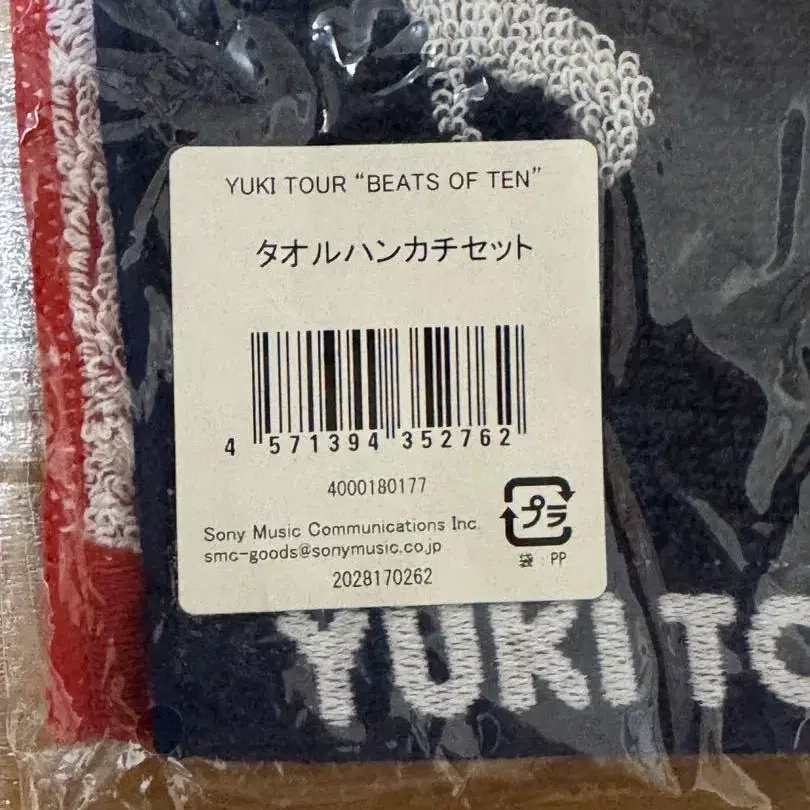 YUKI TOUR “BEATS OF TEN”
タオルハンカチセット
4 571394 352762
4000180177
プラ
Sony Music Communications Inc.
smc-goods@sonymusic.co.jp
袋 : PP
2028170262
YUKI TO